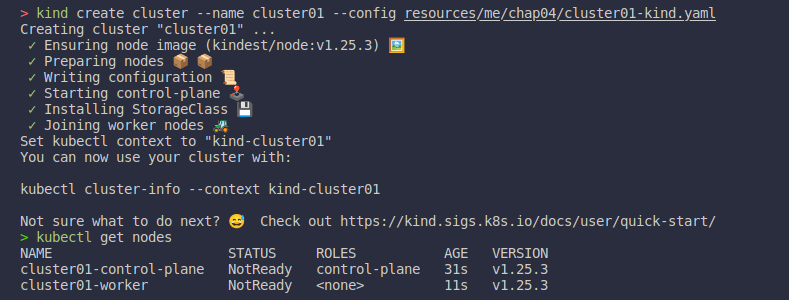 > kind create cluster --name cluster01 --config resources/me/chap04/cluster01-kind.yaml
Creating cluster "cluster01" ...
✓ Ensuring node image (kindest/node:v1.25.3) 🖼
✓ Preparing nodes 📦 📦
✓ Writing configuration 📜
✓ Starting control-plane 🕹️
✓ Installing StorageClass 💾
✓ Joining worker nodes 🚜
Set kubectl context to "kind-cluster01"
You can now use your cluster with:

kubectl cluster-info --context kind-cluster01

Not sure what to do next? 😅  Check out https://kind.sigs.k8s.io/docs/user/quick-start/
> kubectl get nodes
NAME STATUS ROLES AGE VERSION
cluster01-control-plane NotReady control-plane 31s v1.25.3
cluster01-worker NotReady <none> 11s v1.25.3